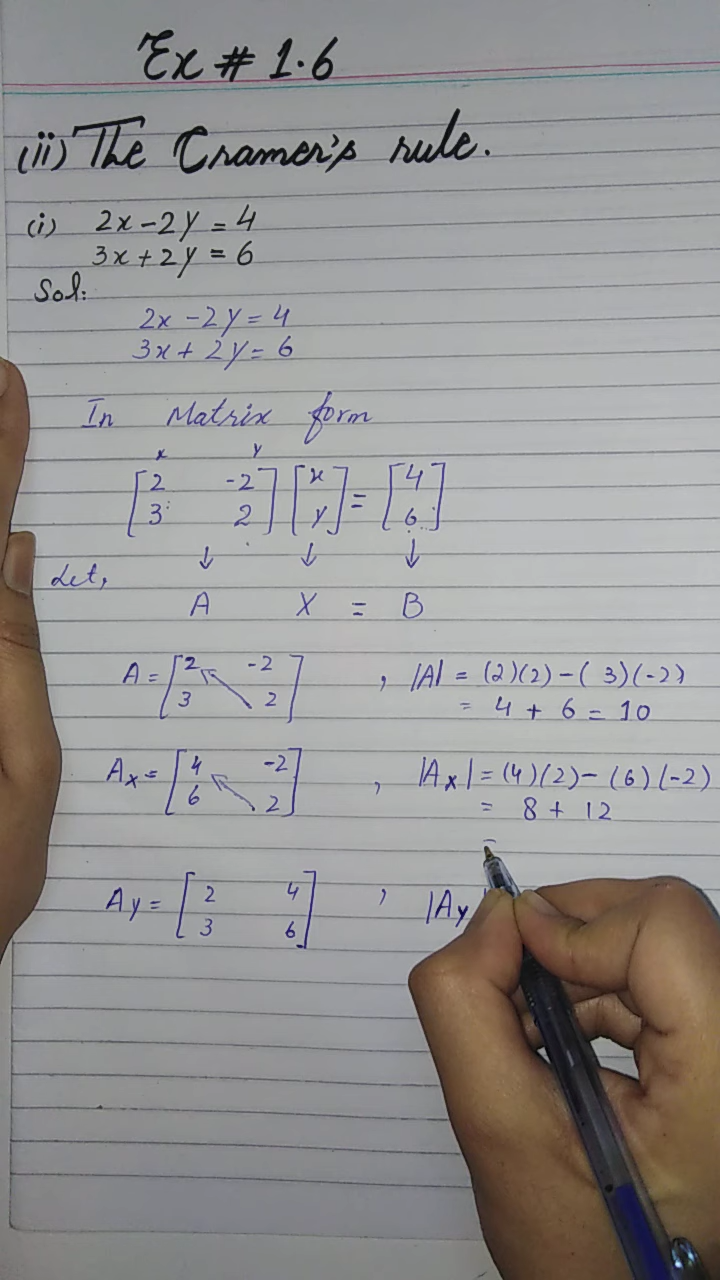 Ex # 1.6
(ii) The Cramer's rule.
(i) 2x - 2y = 4
3x + 2y = 6
Sol:
2x - 2y = 4
3x + 2y = 6
In Matrix form
x y
[2 -2] [x] = [4]
[3 2] [y] [6]
↓ ↓ ↓
Let,
A X = B
A = [2 -2] , |A| = (2)(2) - (3)(-2)
[3 2] = 4 + 6 = 10
Ax = [4 -2] , |Ax| = (4)(2) - (6)(-2)
[6 2] = 8 + 12
=
Ay = [2 4] , |Ay|
[3 6]